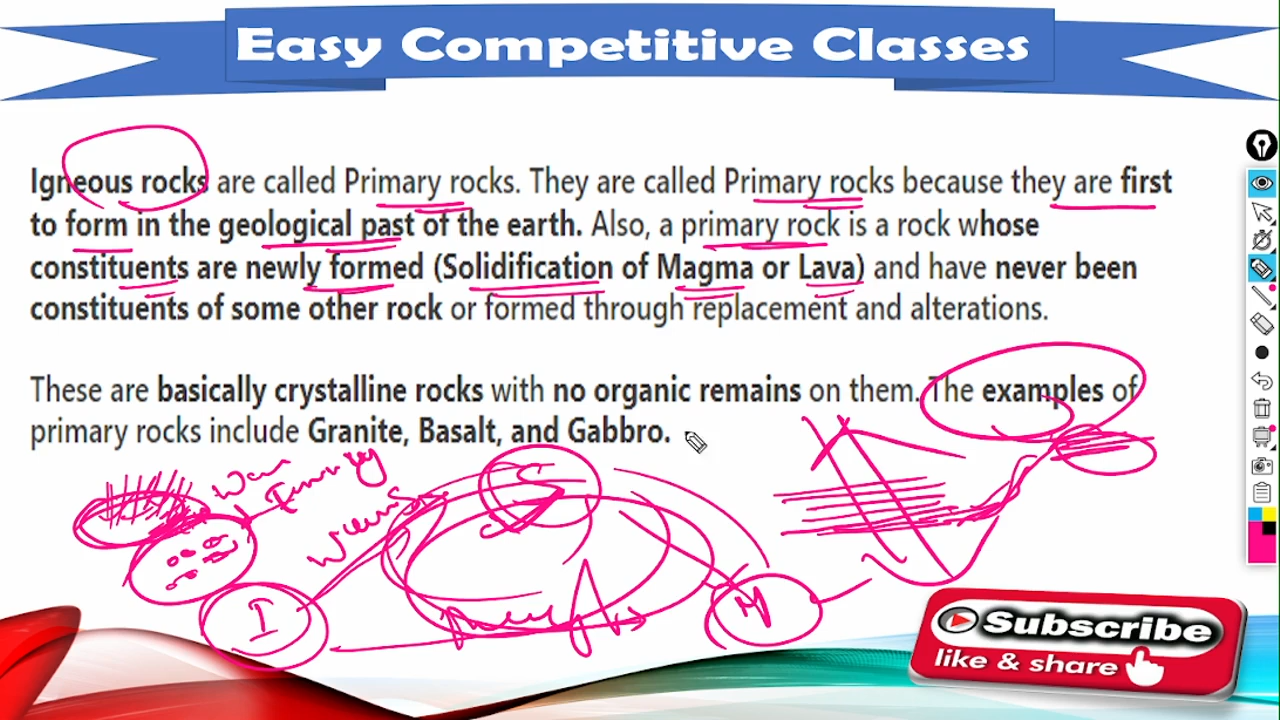 Easy Competitive Classes
Igneous rocks are called Primary rocks. They are called Primary rocks because they are first
to form in the geological past of the earth. Also, a primary rock is a rock whose
constituents are newly formed (Solidification of Magma or Lava) and have never been
constituents of some other rock or formed through replacement and alterations.
These are basically crystalline rocks with no organic remains on them. The examples of
primary rocks include Granite, Basalt, and Gabbro.
S
I
M
Subscribe
like & share